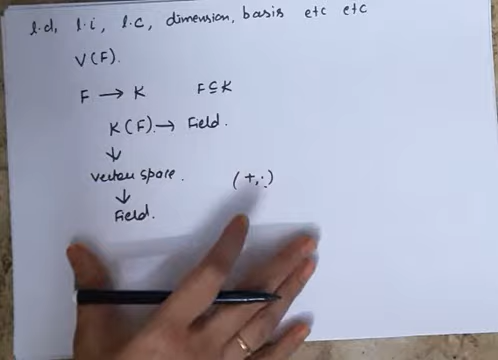 l.d, l.i, l.c, dimension, basis etc etc
V(F).
F → K F⊆K
K(F) → Field.
↓
vector space. (+,·)
↓
Field.